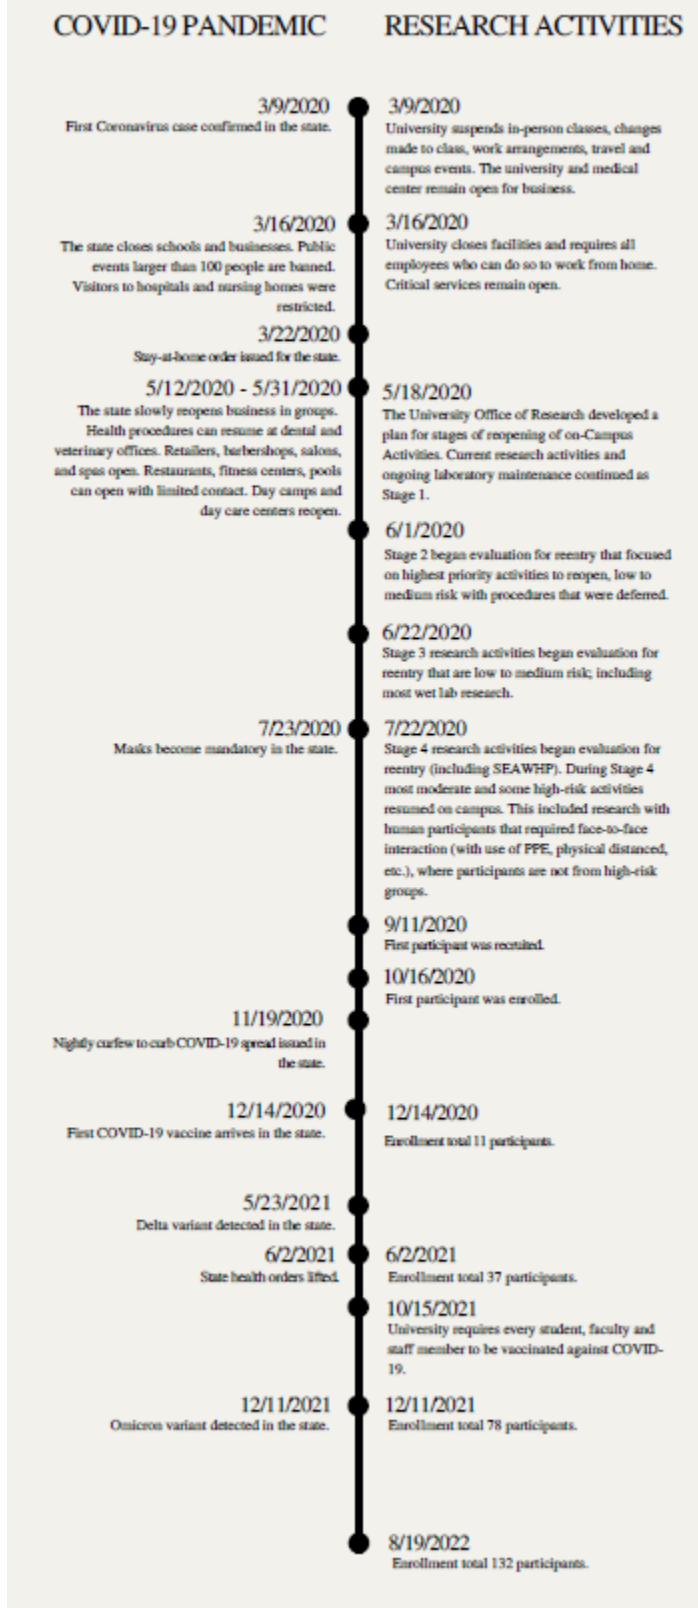 COVID-19 PANDEMIC
RESEARCH ACTIVITIES
3/9/2020
First Coronavirus case confirmed in the state.
3/9/2020
University suspends in-person classes, changes
made to class, work arrangements, travel and
campus events. The university and medical
center remain open for business.
3/16/2020
The state closes schools and businesses. Public
events larger than 100 people are banned.
Visitors to hospitals and nursing homes were
restricted.
3/16/2020
University closes facilities and requires all
employees who can do so to work from home.
Critical services remain open.
3/22/2020
Stay-at-home order issued for the state.
5/12/2020 - 5/31/2020
The state slowly reopens business in groups.
Health procedures can resume at dental and
veterinary offices. Retailers, barbershops, salons,
and spas open. Restaurants, fitness centers, pools
can open with limited contact. Day camps and
day care centers reopen.
5/18/2020
The University Office of Research developed a
plan for stages of reopening of on-Campus
Activities. Current research activities and
ongoing laboratory maintenance continued as
Stage 1.
6/1/2020
Stage 2 began evaluation for reentry that focused
on highest priority activities to reopen, low to
medium risk with procedures that were deferred.
6/22/2020
Stage 3 research activities began evaluation for
reentry that are low to medium risk; including
most wet lab research.
7/23/2020
Masks become mandatory in the state.
7/22/2020
Stage 4 research activities began evaluation for
reentry (including SEAWHP). During Stage 4
most moderate and some high-risk activities
resumed on campus. This included research with
human participants that required face-to-face
interaction (with use of PPE, physical distanced,
etc.), where participants are not from high-risk
groups.
9/11/2020
First participant was recruited.
10/16/2020
First participant was enrolled.
11/19/2020
Nightly curfew to curb COVID-19 spread issued in
the state.
12/14/2020
First COVID-19 vaccine arrives in the state.
12/14/2020
Enrollment total 11 participants.
5/23/2021
Delta variant detected in the state.
6/2/2021
State health orders lifted.
6/2/2021
Enrollment total 37 participants.
10/15/2021
University requires every student, faculty and
staff member to be vaccinated against COVID-
19.
12/11/2021
Omicron variant detected in the state.
12/11/2021
Enrollment total 78 participants.
8/19/2022
Enrollment total 132 participants.